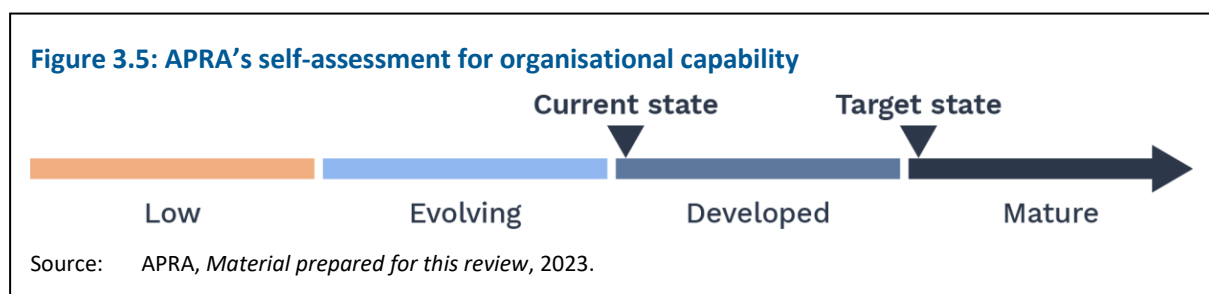 Figure 3.5: APRA’s self-assessment for organisational capability
Current state Target state
Low Evolving Developed Mature
Source: APRA, Material prepared for this review, 2023.